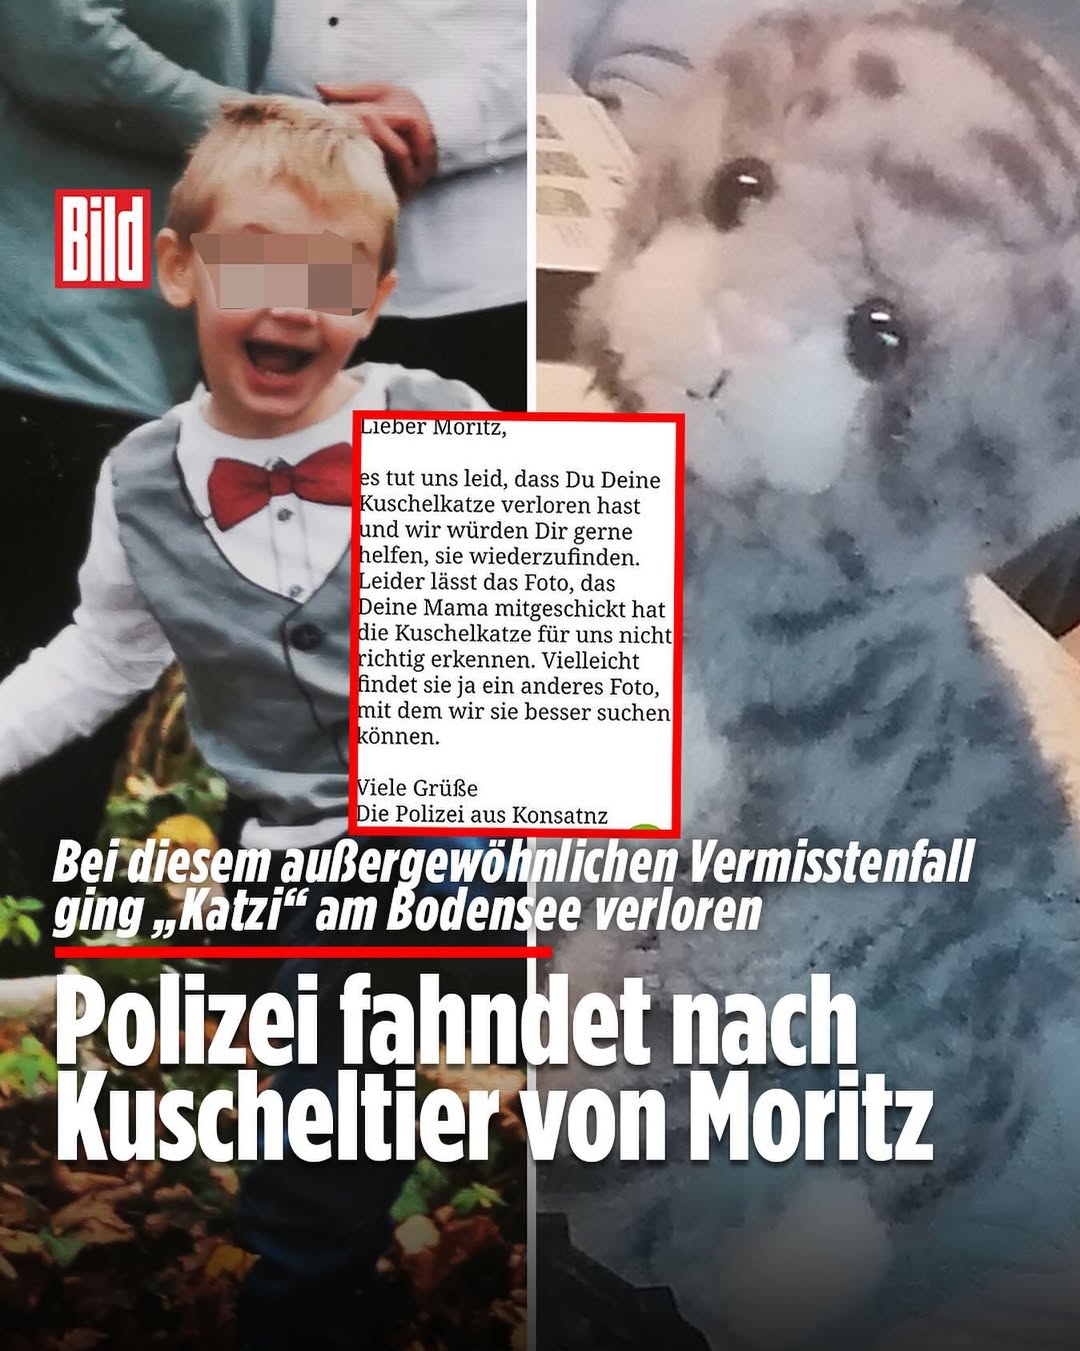 Bild
Lieber Moritz,
es tut uns leid, dass Du Deine
Kuschelkatze verloren hast
und wir würden Dir gerne
helfen, sie wiederzufinden.
Leider lässt das Foto, das
Deine Mama mitgeschickt hat
die Kuschelkatze für uns nicht
richtig erkennen. Vielleicht
findet sie ja ein anderes Foto,
mit dem wir sie besser suchen
können.
Viele Grüße
Die Polizei aus Konsatnz
Bei diesem außergewöhnlichen Vermisstenfall
ging „Katzi“ am Bodensee verloren
Polizei fahndet nach
Kuscheltier von Moritz